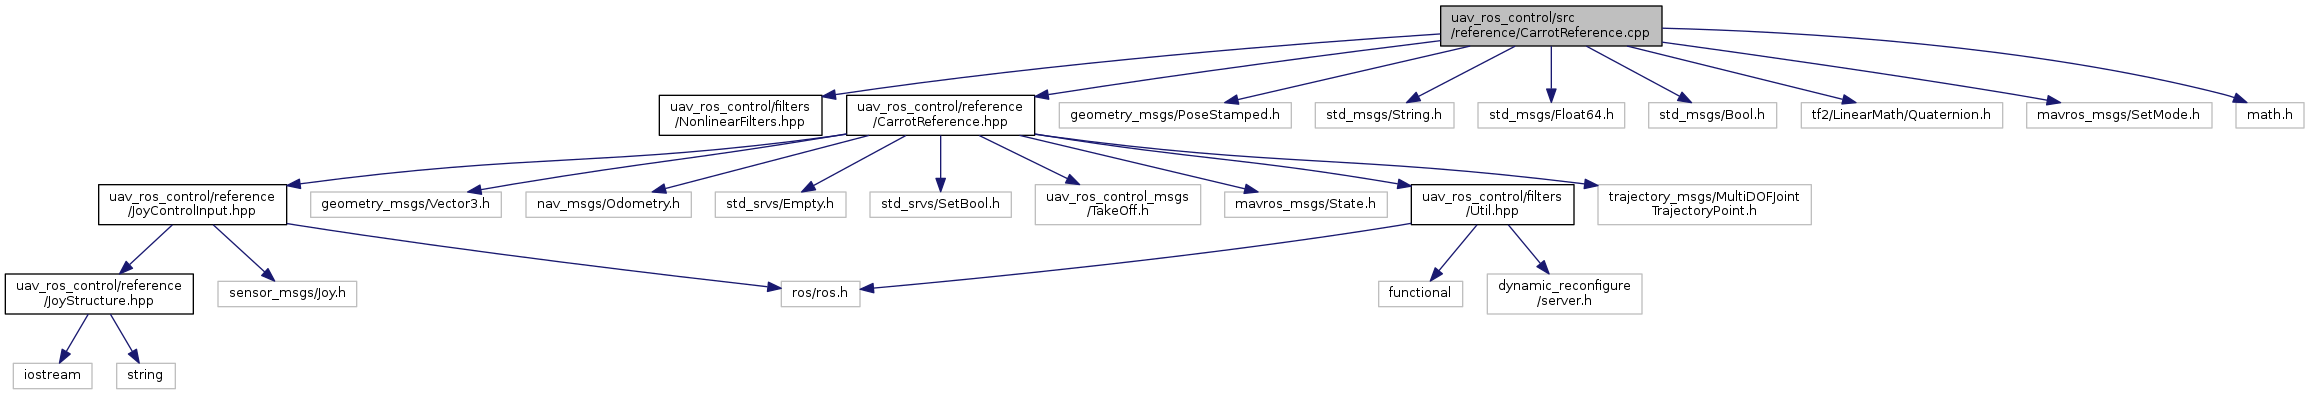 uav_ros_control/src
/reference/CarrotReference.cpp
uav_ros_control/filters
/NonlinearFilters.hpp
uav_ros_control/reference
/CarrotReference.hpp
geometry_msgs/PoseStamped.h
std_msgs/String.h
std_msgs/Float64.h
std_msgs/Bool.h
tf2/LinearMath/Quaternion.h
mavros_msgs/SetMode.h
math.h
uav_ros_control/reference
/JoyControlInput.hpp
geometry_msgs/Vector3.h
nav_msgs/Odometry.h
std_srvs/Empty.h
std_srvs/SetBool.h
uav_ros_control_msgs
/TakeOff.h
mavros_msgs/State.h
uav_ros_control/filters
/Util.hpp
trajectory_msgs/MultiDOFJoint
TrajectoryPoint.h
uav_ros_control/reference
/JoyStructure.hpp
sensor_msgs/Joy.h
ros/ros.h
functional
dynamic_reconfigure
/server.h
iostream
string